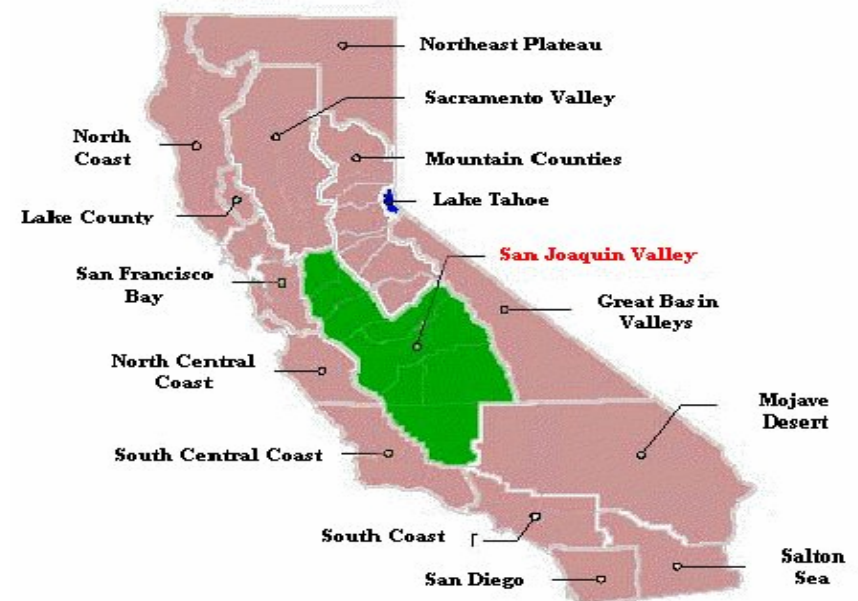 Northeast Plateau
Sacramento Valley
North
Coast
Mountain Counties
Lake Tahoe
Lake County
San Joaquin Valley
San Francisco
Bay
Great Basin
Valleys
North Central
Coast
Mojave
Desert
South Central Coast
South Coast
San Diego
Salton
Sea